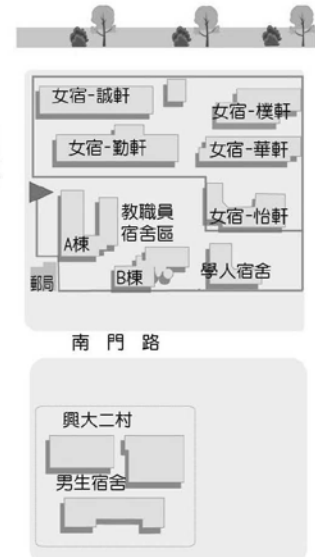 女宿-誠軒
女宿-樸軒
女宿-勤軒
女宿-華軒
教職員
宿舍區
女宿-怡軒
A棟
B棟
學人宿舍
郵局
南門路
興大二村
男生宿舍